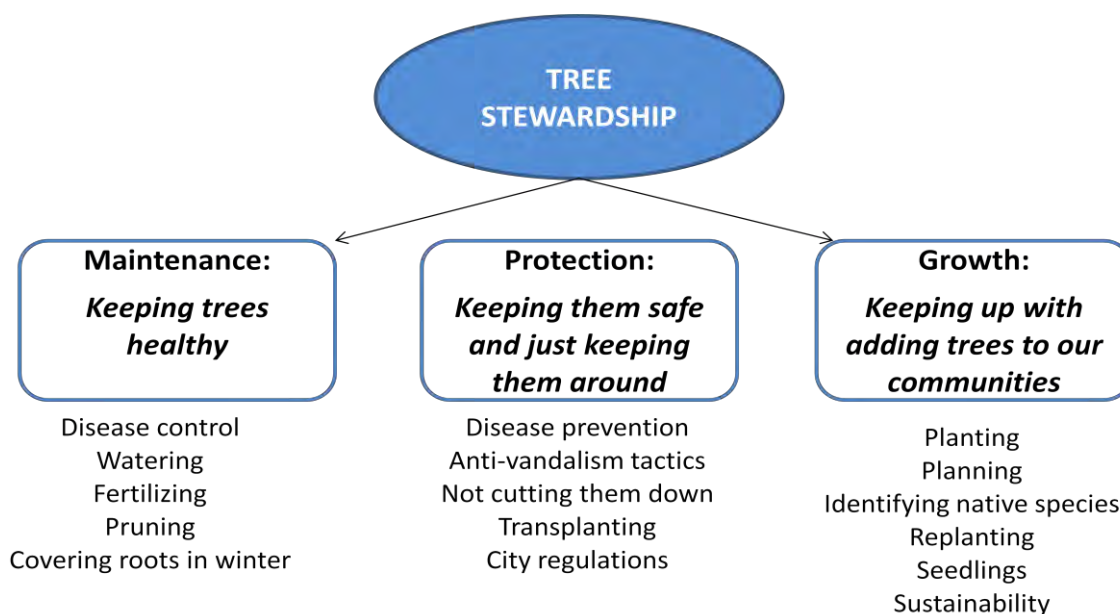 TREE
STEWARDSHIP
Maintenance:
Keeping trees
healthy
Disease control
Watering
Fertilizing
Pruning
Covering roots in winter
Protection:
Keeping them safe
and just keeping
them around
Disease prevention
Anti-vandalism tactics
Not cutting them down
Transplanting
City regulations
Growth:
Keeping up with
adding trees to our
communities
Planting
Planning
Identifying native species
Replanting
Seedlings
Sustainability